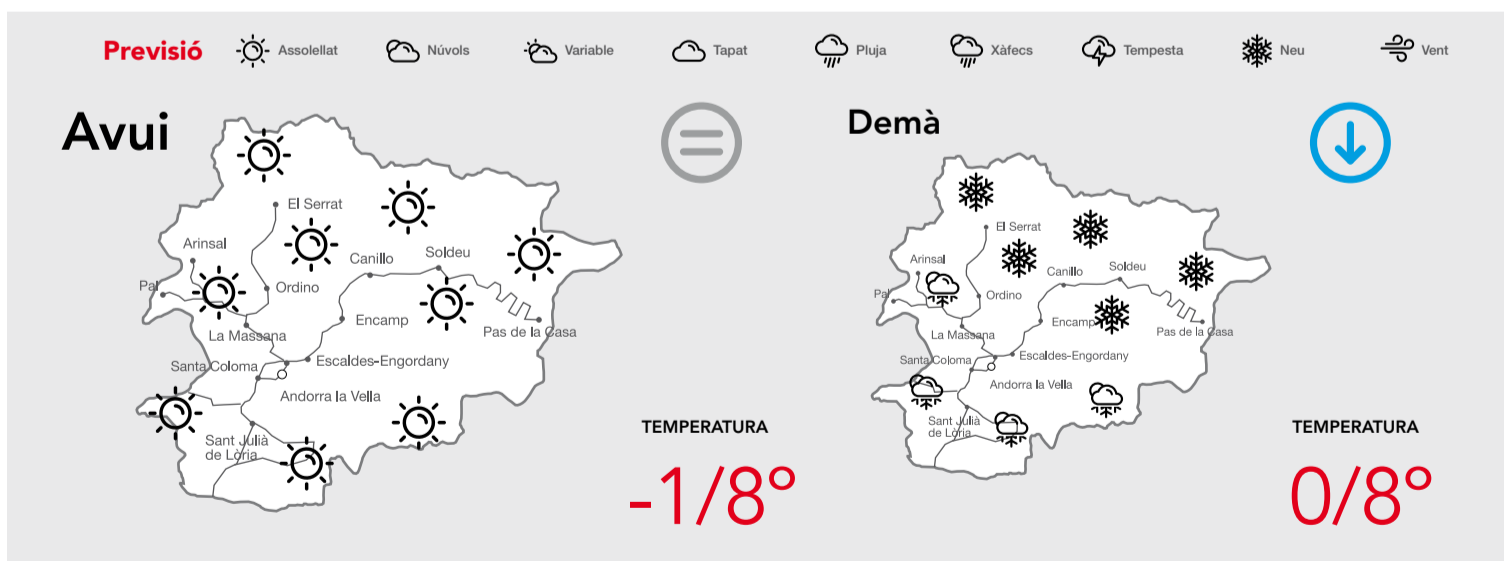 Previsió
Assolellat
Núvols
Variable
Tapat
Pluja
Xàfecs
Tempesta
Neu
Vent
Avui
El Serrat
Arinsal
Canillo
Soldeu
Pal
Ordino
Encamp
La Massana
Pas de la Casa
Santa Coloma
Escaldes-Engordany
Andorra la Vella
Sant Julià
de Lòria
TEMPERATURA
-1/8º
Demà
El Serrat
Arinsal
Canillo
Soldeu
Pal
Ordino
Encamp
La Massana
Pas de la Casa
Santa Coloma
Escaldes-Engordany
Andorra la Vella
Sant Julià
de Lòria
TEMPERATURA
0/8º